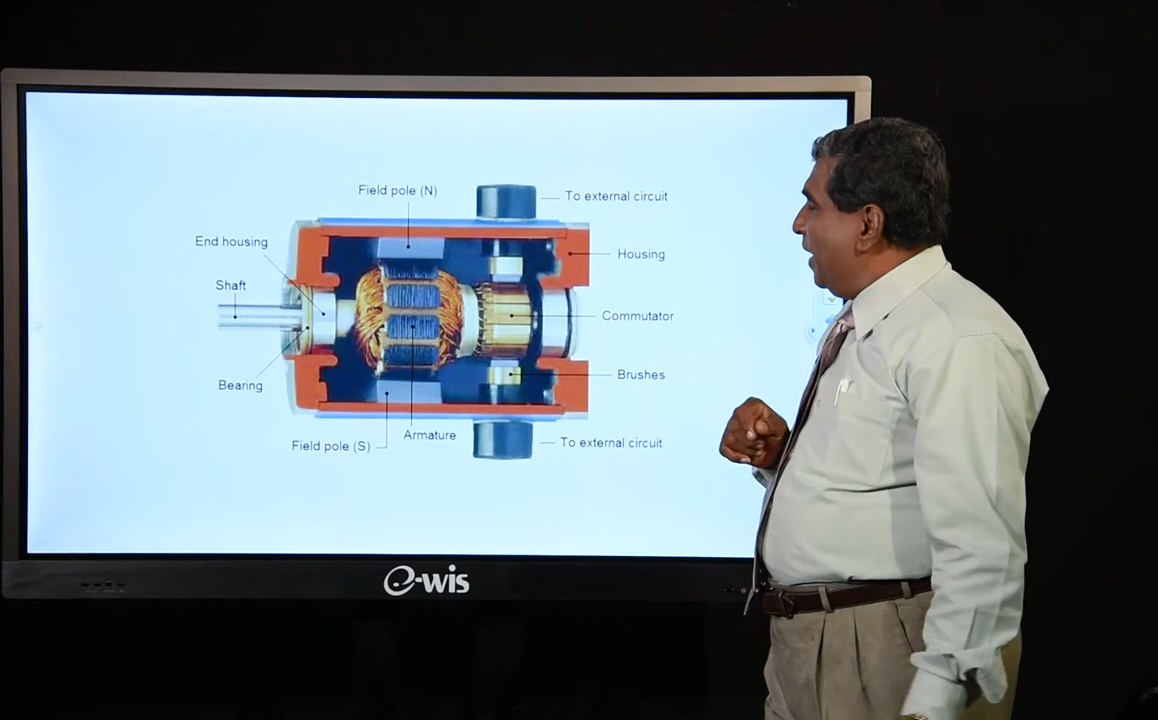 Field pole (N)
To external circuit
End housing
Housing
Shaft
Commutator
Bearing
Brushes
Armature
Field pole (S)
To external circuit
e-wis